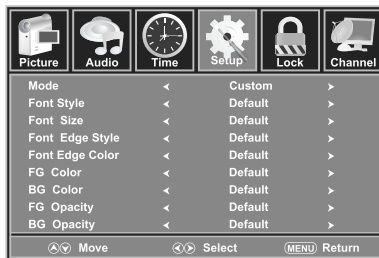 Picture Audio Time Setup Lock Channel
Mode Custom
Font Style Default
Font Size Default
Font Edge Style Default
Font Edge Color Default
FG Color Default
BG Color Default
FG Opacity Default
BG Opacity Default
Move Select MENU Return